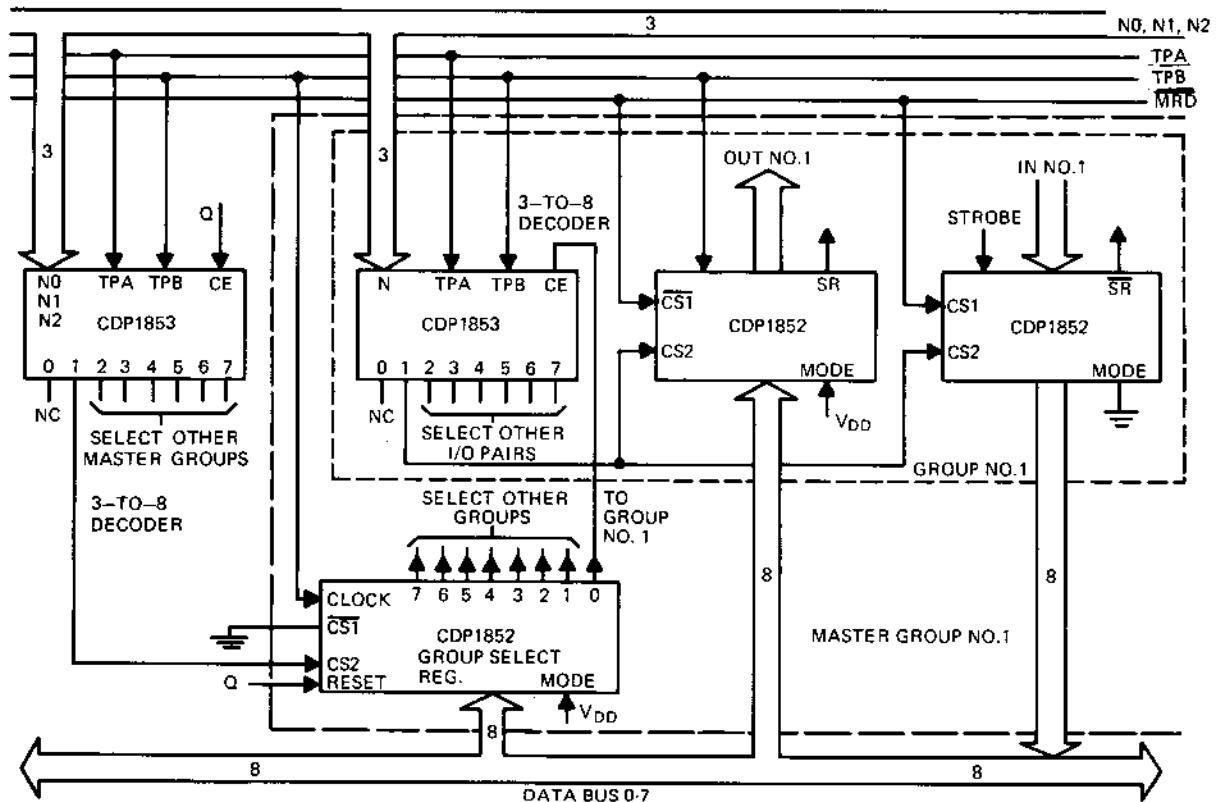 3
N0, N1, N2
TPA
TPB
MRD
3
3
OUT NO.1
IN NO.1
Q
3-TO-8
DECODER
STROBE
N0 TPA TPB CE
N1
N2
CDP1853
0 1 2 3 4 5 6 7
NC
SELECT OTHER
MASTER GROUPS
3-TO-8
DECODER
N TPA TPB CE
CDP1853
0 1 2 3 4 5 6 7
NC
SELECT OTHER
I/O PAIRS
SR
CS1
CDP1852
CS2
MODE
VDD
SR
CS1
CDP1852
CS2
MODE
GROUP NO.1
SELECT OTHER
GROUPS
TO
GROUP
NO. 1
7 6 5 4 3 2 1 0
CLOCK
CS1
CDP1852
CS2
GROUP SELECT
RESET
REG.
MODE
Q
VDD
8
8
MASTER GROUP NO.1
8
8
8
DATA BUS 0-7